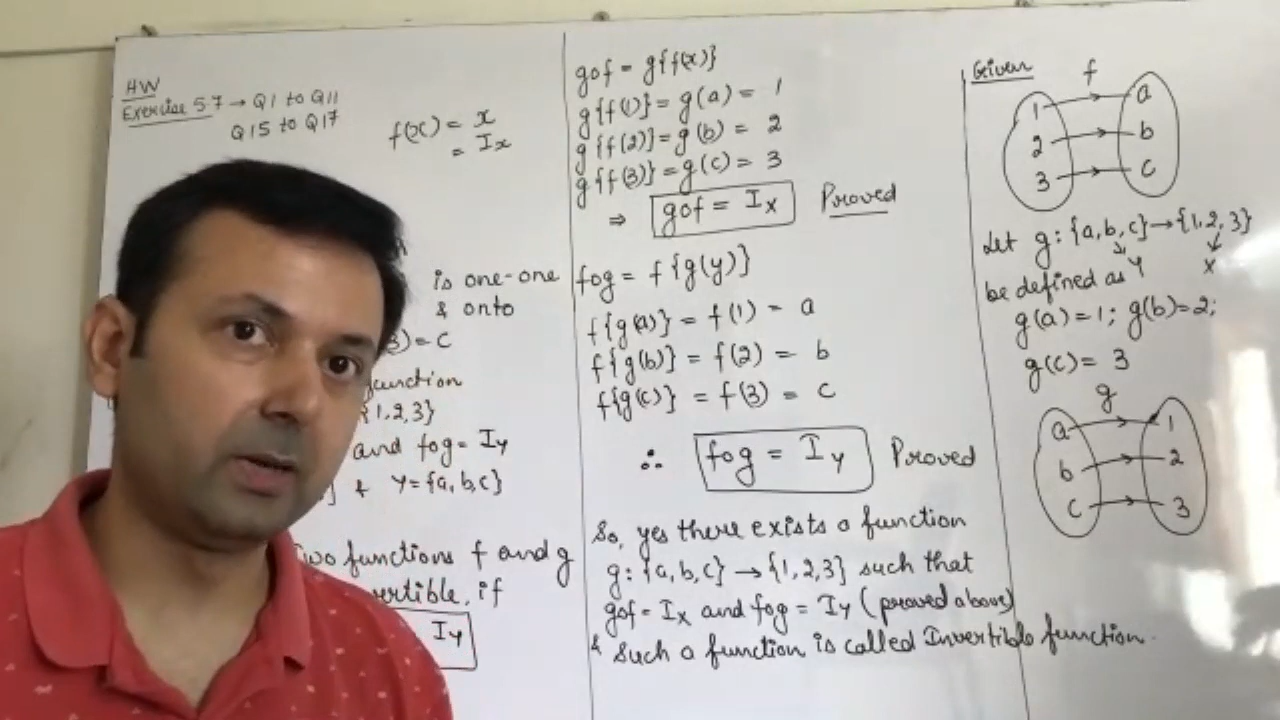 HW
Exercise 5.7 → Q1 to Q11
Q15 to Q17
f(x) = x
= Ix
is one-one
& onto
)=C
function
{1,2,3}
and fog = Iy
} & Y={a,b,c}
Two functions f and g
if
Iy
gof = g{f(x)}
g{f(1)} = g(a) = 1
g{f(2)} = g(b) = 2
g{f(3)} = g(c) = 3
⇒ gof = Ix Proved
fog = f{g(y)}
f{g(a)} = f(1) = a
f{g(b)} = f(2) = b
f{g(c)} = f(3) = c
∴ fog = Iy Proved
So, yes there exists a function
g: {a,b,c} → {1,2,3} such that
gof = Ix and fog = Iy (proved above)
& Such a function is called Invertible function.
Given
f
1 a
2 b
3 c
Let g: {a,b,c} → {1,2,3}
be defined as Y X
g(a) = 1; g(b)=2;
g(c) = 3
g
a 1
b 2
c 3